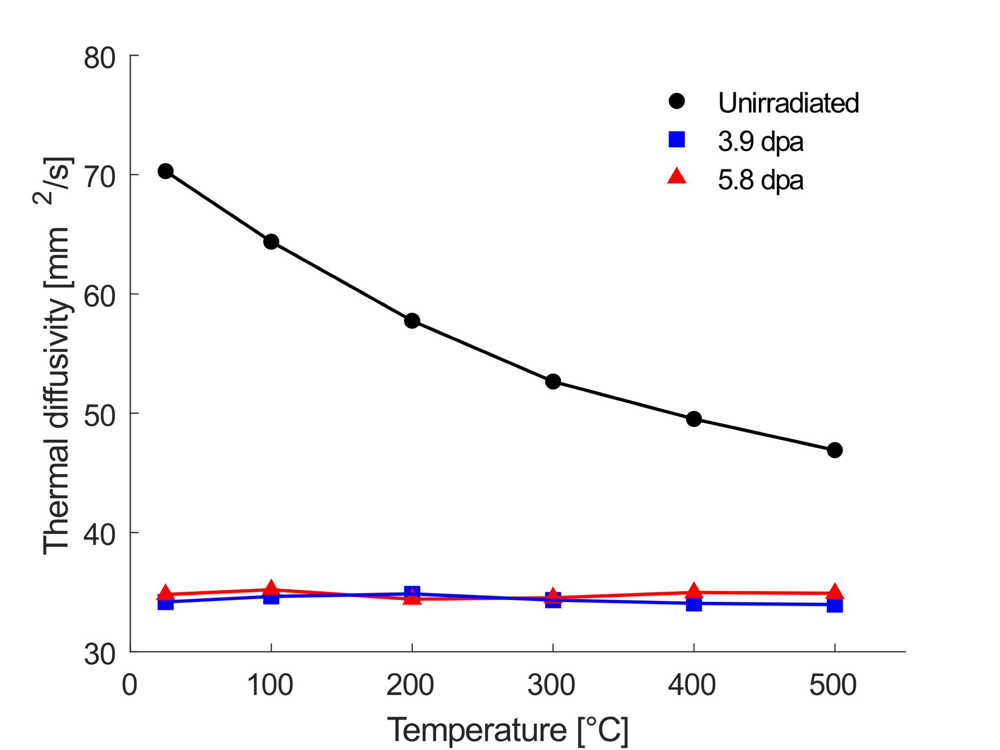 80
70
60
50
40
30
0
100
200
300
400
500
Thermal diffusivity [mm ²/s]
Temperature [°C]
Unirradiated
3.9 dpa
5.8 dpa